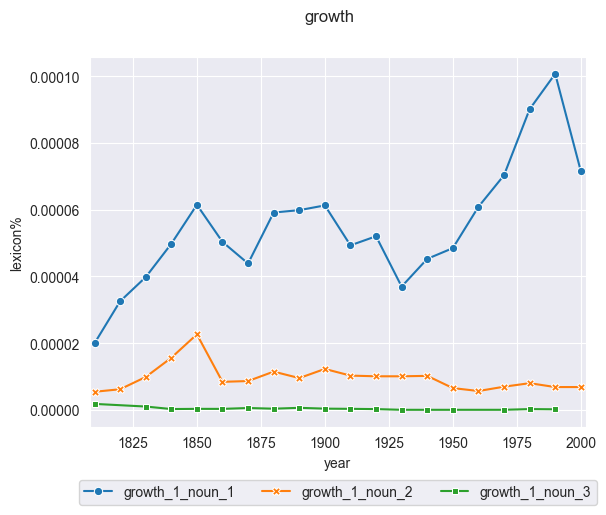 growth
0.00010
0.00008
0.00006
0.00004
0.00002
0.00000
lexicon%
1825 1850 1875 1900 1925 1950 1975 2000
year
growth_1_noun_1 growth_1_noun_2 growth_1_noun_3